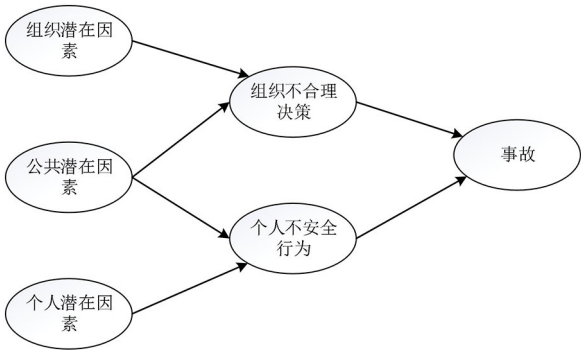 组织潜在因
素
组织不合理
决策
公共潜在因
素
事故
个人不安全
行为
个人潜在因
素